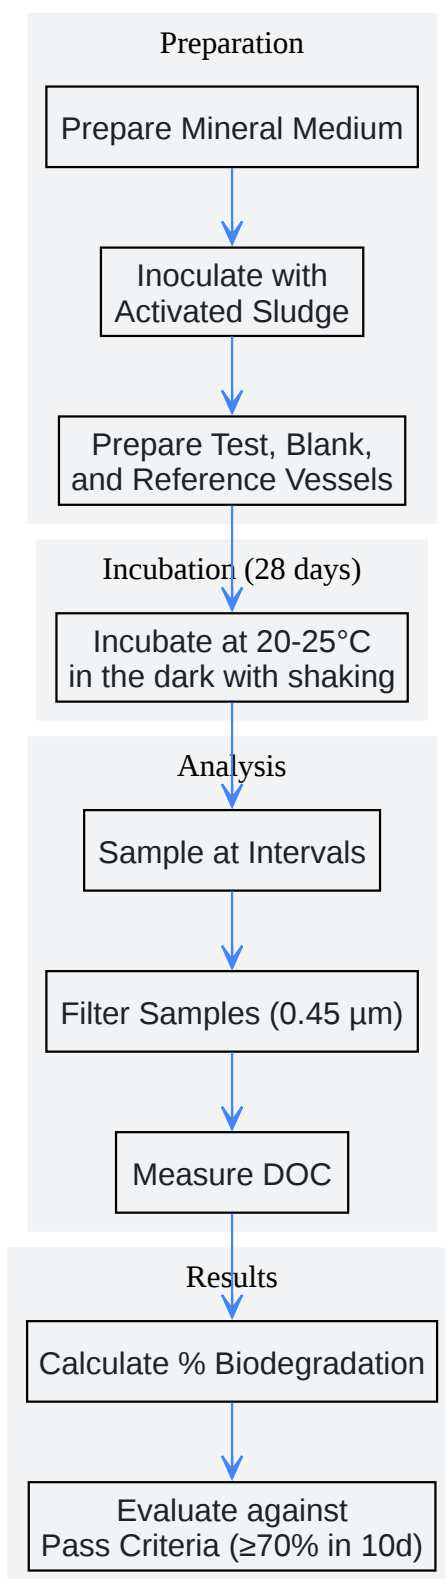 Preparation
Prepare Mineral Medium
Inoculate with
Activated Sludge
Prepare Test, Blank,
and Reference Vessels
Incubation (28 days)
Incubate at 20-25°C
in the dark with shaking
Analysis
Sample at Intervals
Filter Samples (0.45 µm)
Measure DOC
Results
Calculate % Biodegradation
Evaluate against
Pass Criteria (≥70% in 10d)